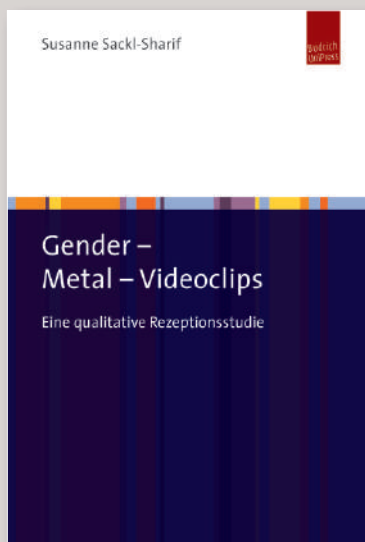 Susanne Sackl-Sharif
Budrich
UniPress
Gender –
Metal – Videoclips
Eine qualitative Rezeptionsstudie